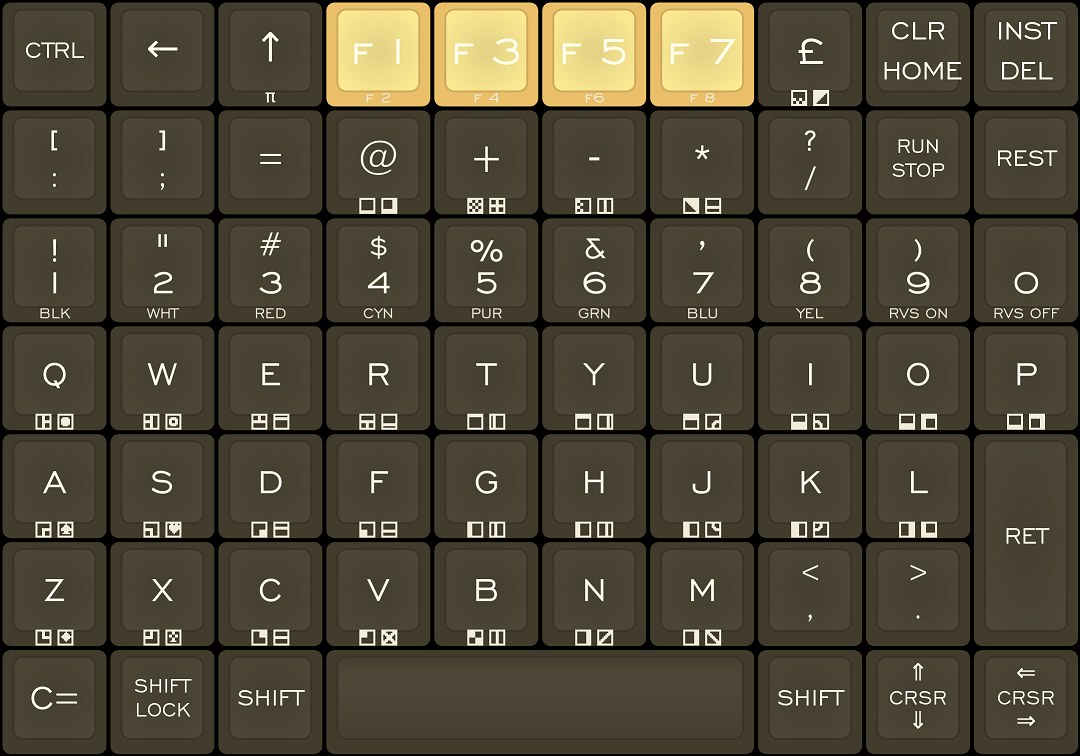 CTRL ← ↑ F 1 F 3 F 5 F 7 £ CLR HOME INST DEL
π F 2 F 4 F6 F 8
[ ] = @ + - * ? RUN STOP REST
: ; /
! " # $ % & ’ ( )
1 2 3 4 5 6 7 8 9 0
BLK WHT RED CYN PUR GRN BLU YEL RVS ON RVS OFF
Q W E R T Y U I O P
A S D F G H J K L RET
Z X C V B N M < >
, .
C= SHIFT LOCK SHIFT SHIFT ⇑ CRSR ⇓ ⇐ CRSR ⇒